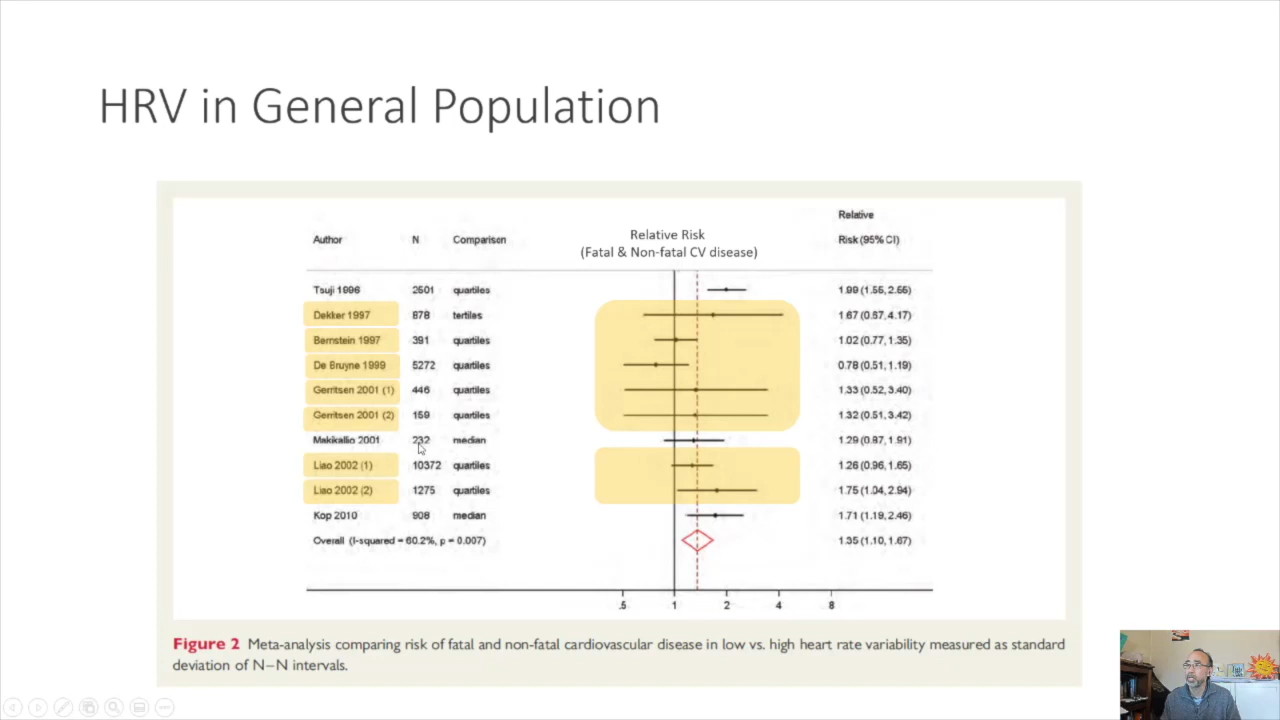 HRV in General Population
Relative
Author N Comparison Relative Risk Risk (95% CI)
(Fatal & Non-fatal CV disease)
Tsuji 1996 2501 quartiles 1.99 (1.55, 2.55)
Dekker 1997 878 tertiles 1.67 (0.67, 4.17)
Bernstein 1997 391 quartiles 1.02 (0.77, 1.35)
De Bruyne 1999 5272 quartiles 0.78 (0.51, 1.19)
Gerritsen 2001 (1) 446 quartiles 1.33 (0.52, 3.40)
Gerritsen 2001 (2) 159 quartiles 1.32 (0.51, 3.42)
Makikallio 2001 232 median 1.29 (0.87, 1.91)
Liao 2002 (1) 10372 quartiles 1.26 (0.96, 1.65)
Liao 2002 (2) 1275 quartiles 1.75 (1.04, 2.94)
Kop 2010 908 median 1.71 (1.19, 2.46)
Overall (I-squared = 60.2%, p = 0.007) 1.35 (1.10, 1.67)
.5 1 2 4 8
Figure 2 Meta-analysis comparing risk of fatal and non-fatal cardiovascular disease in low vs. high heart rate variability measured as standard
deviation of N–N intervals.